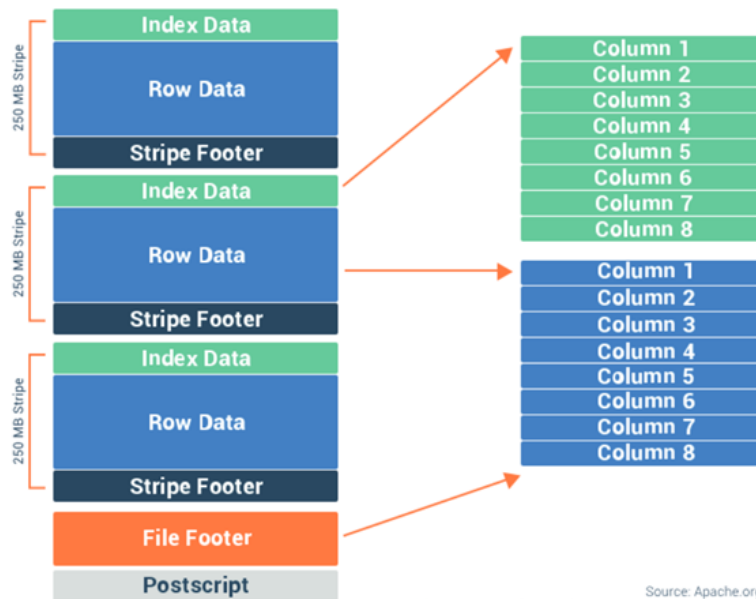 250 MB Stripe
Index Data
Row Data
Stripe Footer
250 MB Stripe
Index Data
Row Data
Stripe Footer
250 MB Stripe
Index Data
Row Data
Stripe Footer
File Footer
Postscript
Column 1
Column 2
Column 3
Column 4
Column 5
Column 6
Column 7
Column 8
Column 1
Column 2
Column 3
Column 4
Column 5
Column 6
Column 7
Column 8
Source: Apache.or